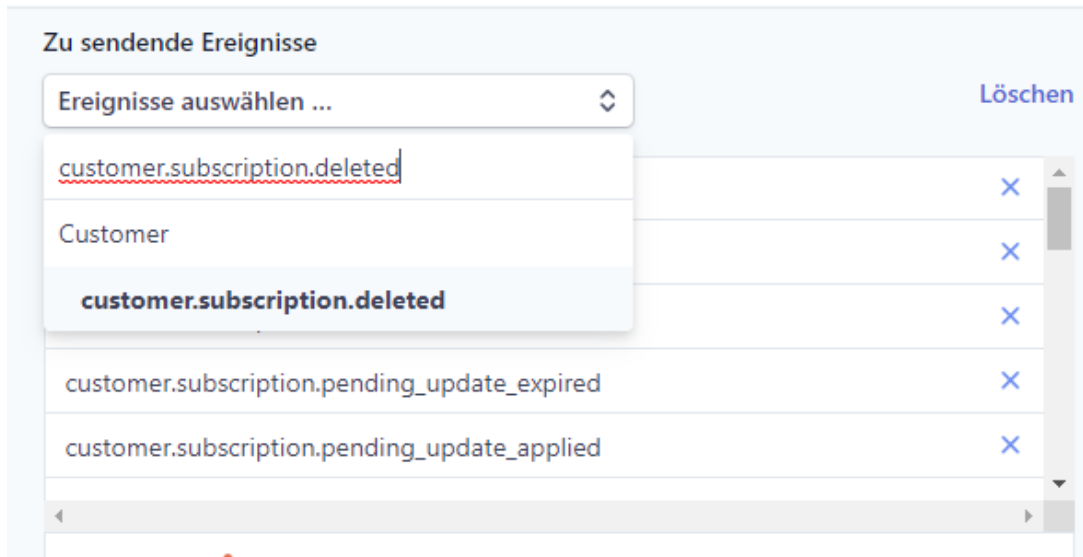 Zu sendende Ereignisse
Ereignisse auswählen ...
Löschen
customer.subscription.deleted
Customer
customer.subscription.deleted
customer.subscription.pending_update_expired
customer.subscription.pending_update_applied